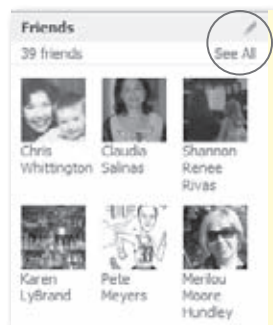 Friends
39 friends See All
Chris Claudia Shannon
Whittington Salinas Renee
Rivas
33
Karen Pete Merilou
LyBrand Meyers Moore
Hundley